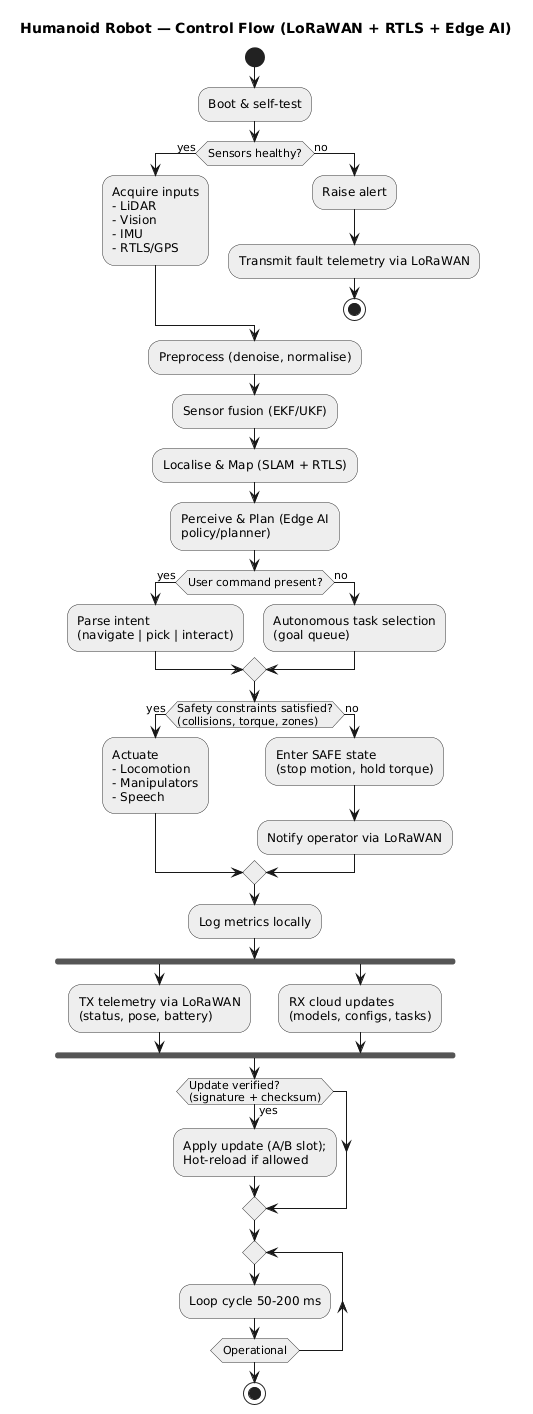 Humanoid Robot — Control Flow (LoRaWAN + RTLS + Edge AI)
Boot & self-test
Sensors healthy?
yes
no
Acquire inputs
- LiDAR
- Vision
- IMU
- RTLS/GPS
Raise alert
Transmit fault telemetry via LoRaWAN
Preprocess (denoise, normalise)
Sensor fusion (EKF/UKF)
Localise & Map (SLAM + RTLS)
Perceive & Plan (Edge AI
policy/planner)
User command present?
yes
no
Parse intent
(navigate | pick | interact)
Autonomous task selection
(goal queue)
Safety constraints satisfied?
(collisions, torque, zones)
yes
no
Actuate
- Locomotion
- Manipulators
- Speech
Enter SAFE state
(stop motion, hold torque)
Notify operator via LoRaWAN
Log metrics locally
TX telemetry via LoRaWAN
(status, pose, battery)
RX cloud updates
(models, configs, tasks)
Update verified?
(signature + checksum)
yes
Apply update (A/B slot);
Hot-reload if allowed
Loop cycle 50-200 ms
Operational